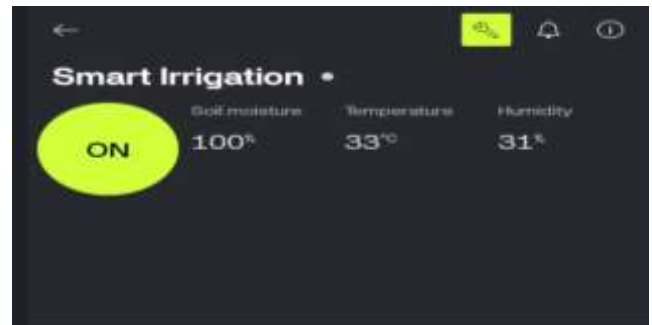 Smart Irrigation
Soil moisture Temperature Humidity
ON 100% 33°C 31%